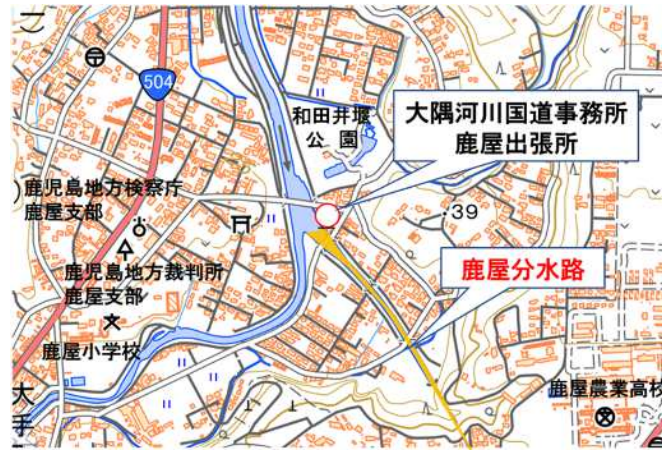 504
和田井堰
公園
大隅河川国道事務所
鹿屋出張所
鹿児島地方検察庁
鹿屋支部
39
鹿屋分水路
鹿児島地方裁判所
鹿屋支部
鹿屋小学校
鹿屋農業高校
大手